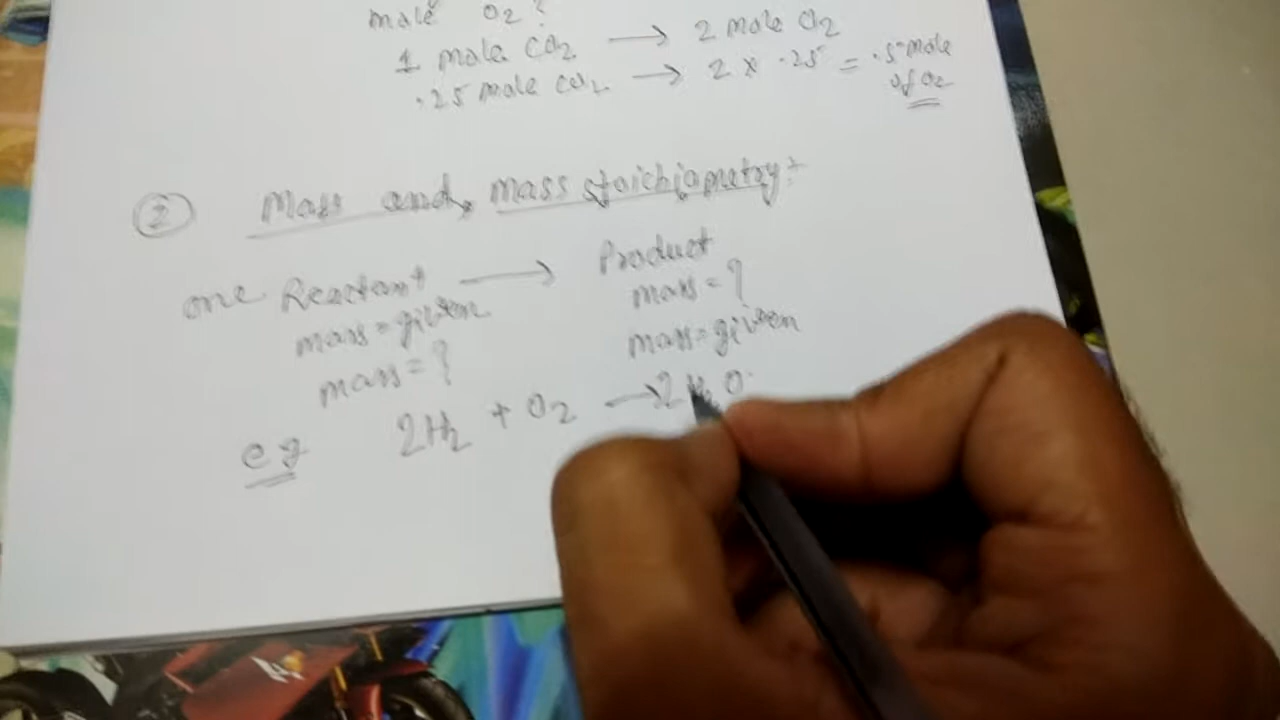 mole O2?
1 mole CO2 → 2 mole O2
.25 mole CO2 → 2 x .25 = .5 mole
of O2
② Mass and mass stoichiometry:
one Reactant → Product
mass = given mass = ?
mass = ? mass = given
e.g 2H2 + O2 → 2H2O